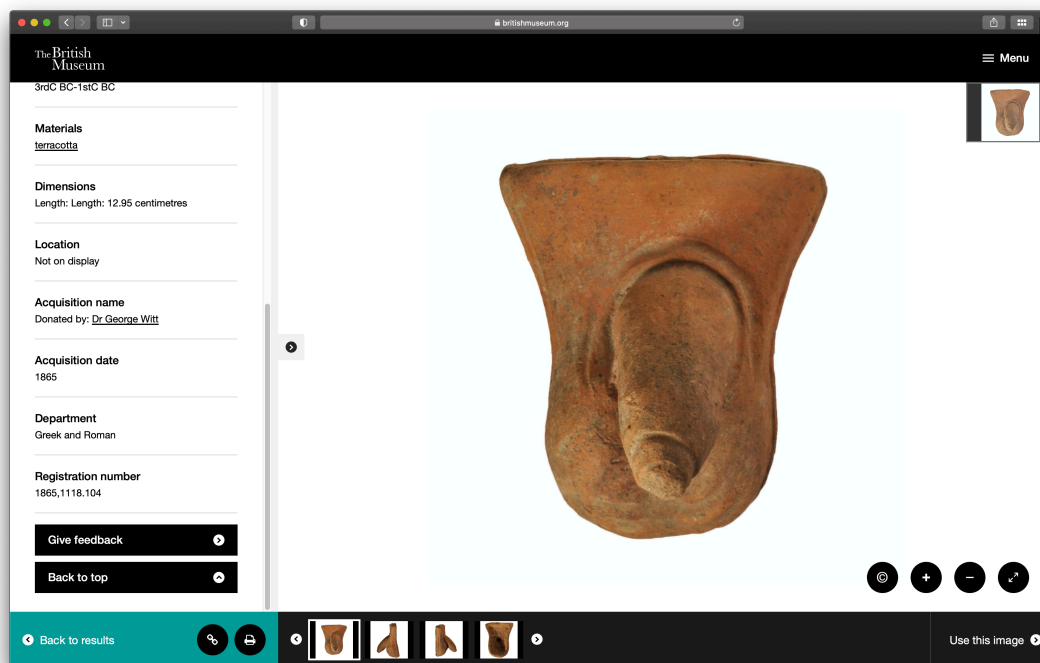 britishmuseum.org
The British
Museum
Menu
3rdC BC-1stC BC
Materials
terracotta
Dimensions
Length: Length: 12.95 centimetres
Location
Not on display
Acquisition name
Donated by: Dr George Witt
Acquisition date
1865
Department
Greek and Roman
Registration number
1865,1118.104
Give feedback
Back to top
Back to results
©
Use this image